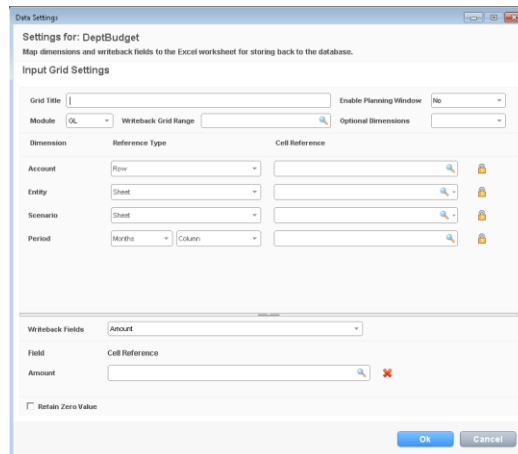 Data Settings
Settings for: DeptBudget
Map dimensions and writeback fields to the Excel worksheet for storing back to the database.
Input Grid Settings
Grid Title Enable Planning Window No
Module GL Writeback Grid Range Optional Dimensions
Dimension Reference Type Cell Reference
Account Row
Entity Sheet
Scenario Sheet
Period Months Column
Writeback Fields Amount
Field Cell Reference
Amount
Retain Zero Value
Ok Cancel